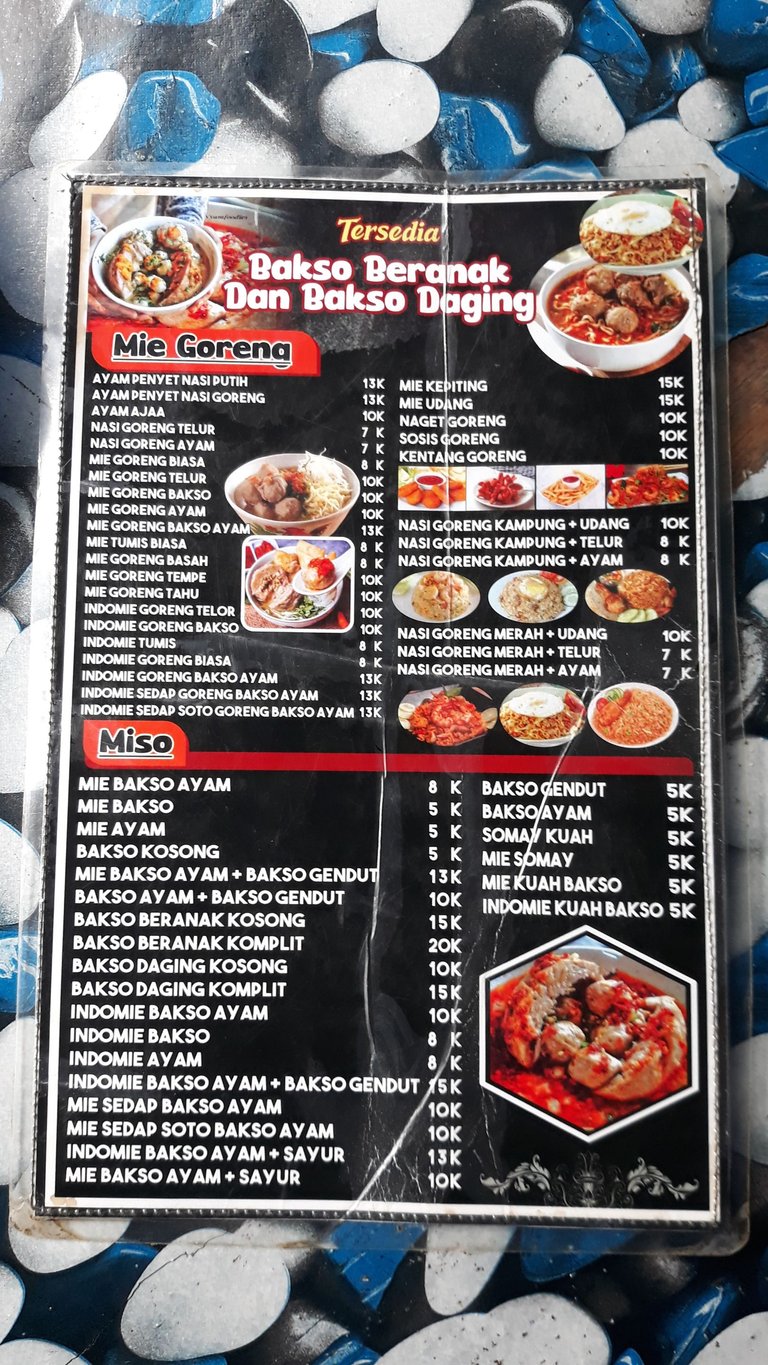 Tersedia
Bakso Beranak
Dan Bakso Daging
Mie Goreng
AYAM PENYET NASI PUTIH 13K
AYAM PENYET NASI GORENG 13K
AYAM AJAA 10K
NASI GORENG TELUR 7 K
NASI GORENG AYAM 7 K
MIE GORENG BIASA 8 K
MIE GORENG TELUR 10K
MIE GORENG BAKSO 10K
MIE GORENG AYAM 10K
MIE GORENG BAKSO AYAM 13K
MIE TUMIS BIASA 8 K
MIE GORENG BASAH 8 K
MIE GORENG TEMPE 10K
MIE GORENG TAHU 10K
INDOMIE GORENG TELOR 10K
INDOMIE GORENG BAKSO 10K
INDOMIE TUMIS 8 K
INDOMIE GORENG BIASA 8 K
INDOMIE GORENG BAKSO AYAM 13K
INDOMIE SEDAP GORENG BAKSO AYAM 13K
INDOMIE SEDAP SOTO GORENG BAKSO AYAM 13K
MIE KEPITING 15K
MIE UDANG 15K
NAGET GORENG 10K
SOSIS GORENG 10K
KENTANG GORENG 10K
NASI GORENG KAMPUNG + UDANG 10K
NASI GORENG KAMPUNG + TELUR 8 K
NASI GORENG KAMPUNG + AYAM 8 K
NASI GORENG MERAH + UDANG 10K
NASI GORENG MERAH + TELUR 7 K
NASI GORENG MERAH + AYAM 7 K
Miso
MIE BAKSO AYAM 8 K
MIE BAKSO 5 K
MIE AYAM 5 K
BAKSO KOSONG 5 K
MIE BAKSO AYAM + BAKSO GENDUT 13K
BAKSO AYAM + BAKSO GENDUT 10K
BAKSO BERANAK KOSONG 15K
BAKSO BERANAK KOMPLIT 20K
BAKSO DAGING KOSONG 10K
BAKSO DAGING KOMPLIT 15K
INDOMIE BAKSO AYAM 10K
INDOMIE BAKSO 8 K
INDOMIE AYAM 8 K
INDOMIE BAKSO AYAM + BAKSO GENDUT 15K
MIE SEDAP BAKSO AYAM 10K
MIE SEDAP SOTO BAKSO AYAM 10K
INDOMIE BAKSO AYAM + SAYUR 13K
MIE BAKSO AYAM + SAYUR 10K
BAKSO GENDUT 5K
BAKSO AYAM 5K
SOMAY KUAH 5K
MIE SOMAY 5K
MIE KUAH BAKSO 5K
INDOMIE KUAH BAKSO 5K